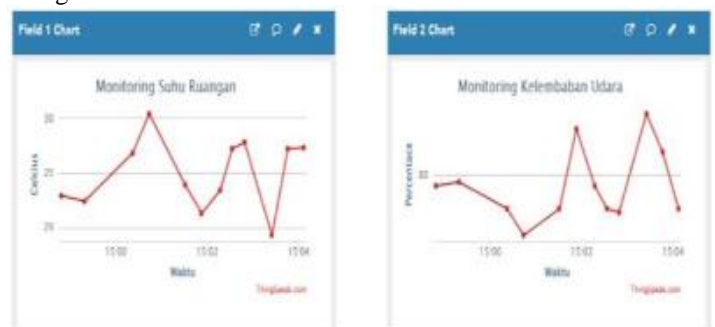 Field 1 Chart
Monitoring Suhu Ruangan
Celcius
30
25
20
15:00 15:02 15:04
Waktu
ThingSpeak.com
Field 2 Chart
Monitoring Kelembaban Udara
Percentace
15:00 15:02 15:04
Waktu
ThingSpeak.com